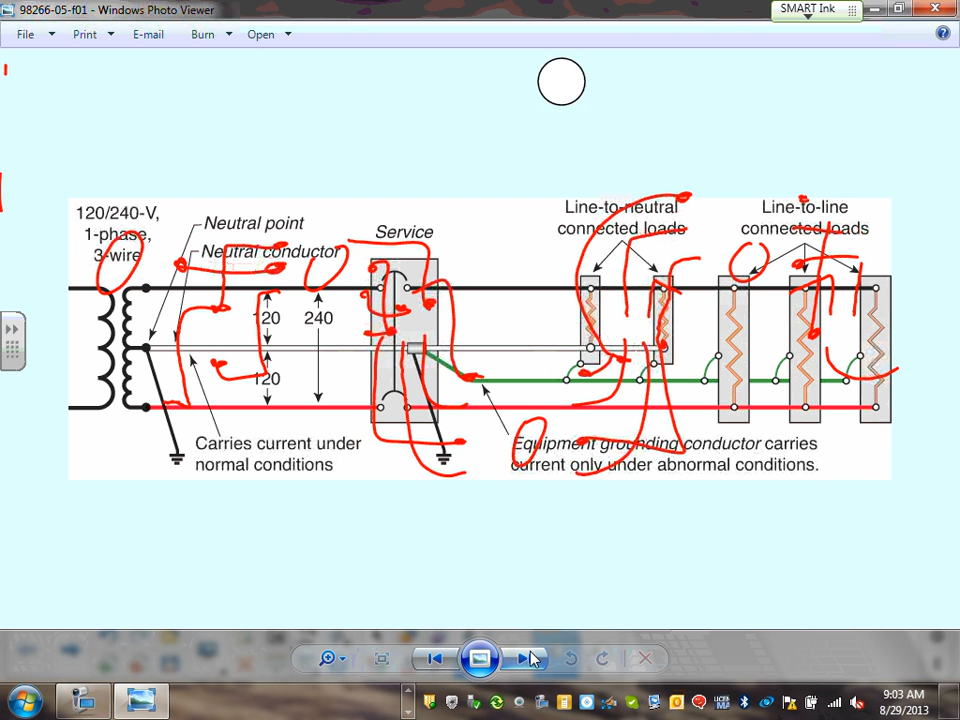 98266-05-f01 - Windows Photo Viewer
SMART Ink
File Print E-mail Burn Open
120/240-V,
1-phase,
3-wire
Neutral point
Neutral conductor
Service
Line-to-neutral
connected loads
Line-to-line
connected loads
120
240
120
Carries current under
normal conditions
Equipment grounding conductor carries
current only under abnormal conditions.
9:03 AM
8/29/2013